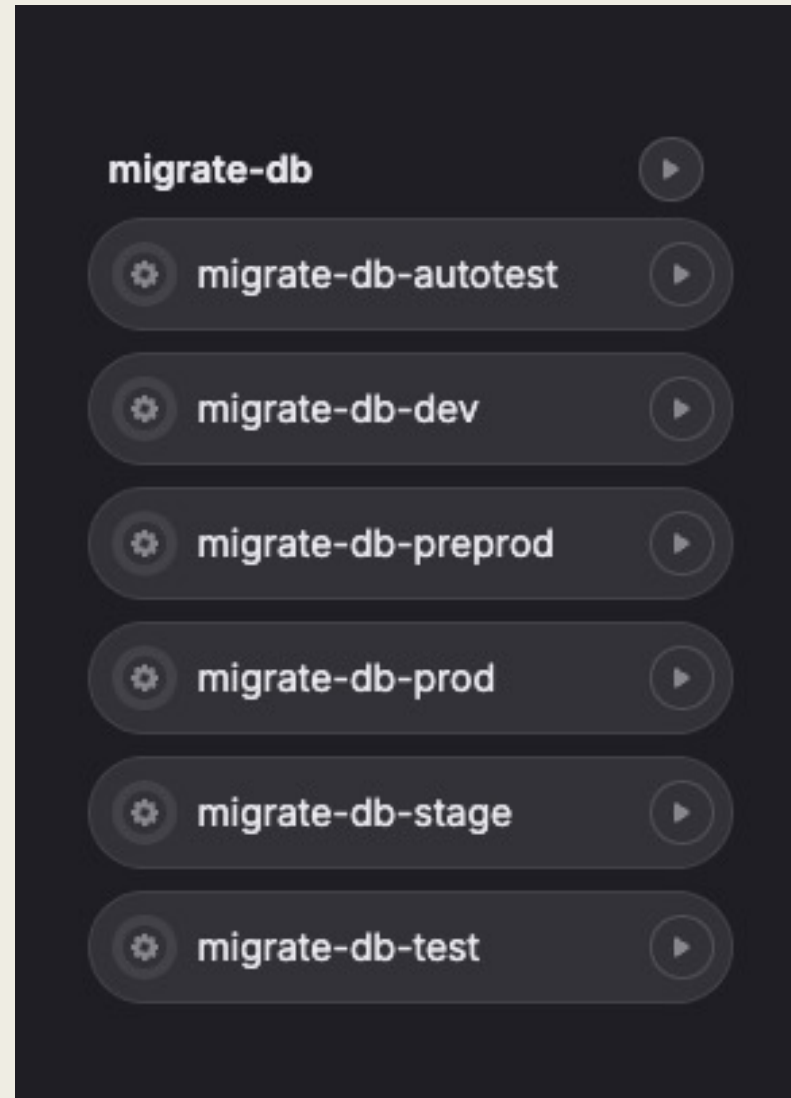 migrate-db
migrate-db-autotest
migrate-db-dev
migrate-db-preprod
migrate-db-prod
migrate-db-stage
migrate-db-test